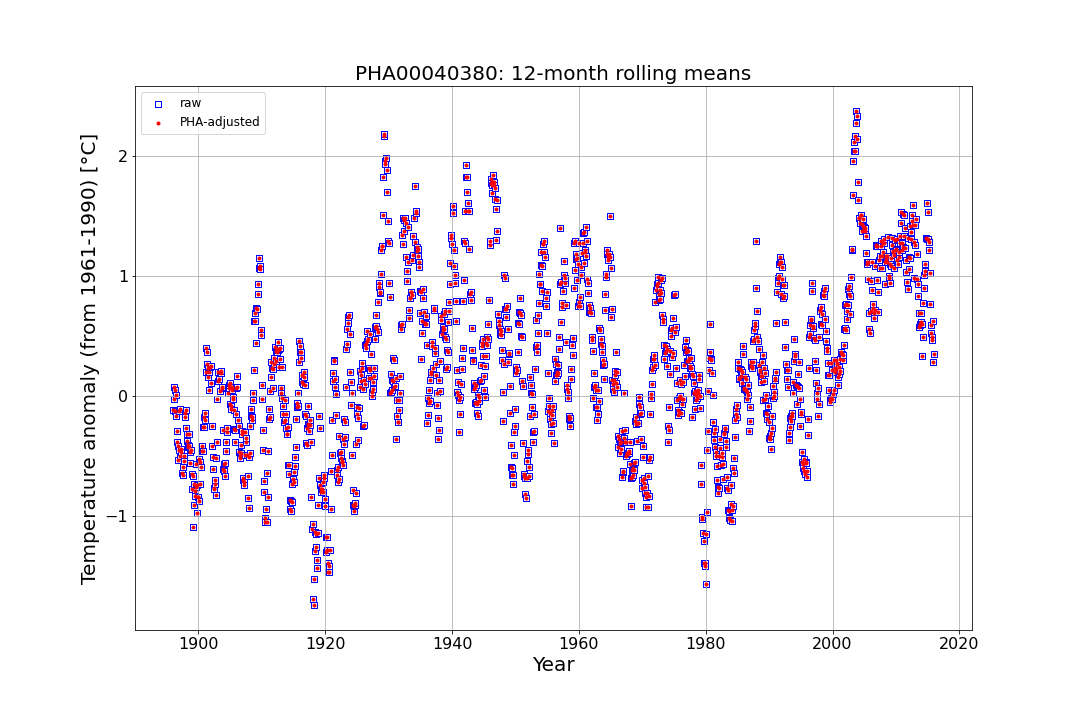 PHA00040380: 12-month rolling means
raw
PHA-adjusted
Temperature anomaly (from 1961-1990) [°C]
2
1
0
−1
1900 1920 1940 1960 1980 2000 2020
Year